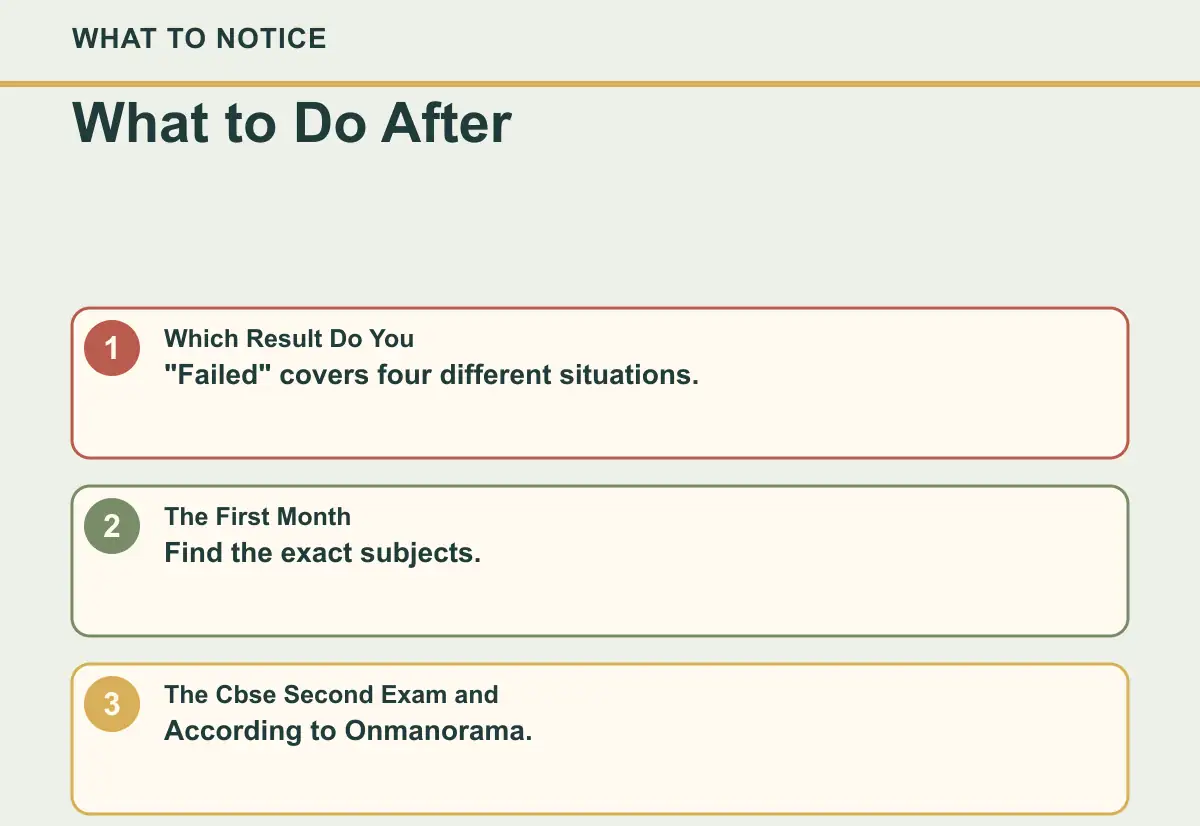 WHAT TO NOTICE
What to Do After
1
Which Result Do You
"Failed" covers four different situations.
2
The First Month
Find the exact subjects.
3
The Cbse Second Exam and
According to Onmanorama.